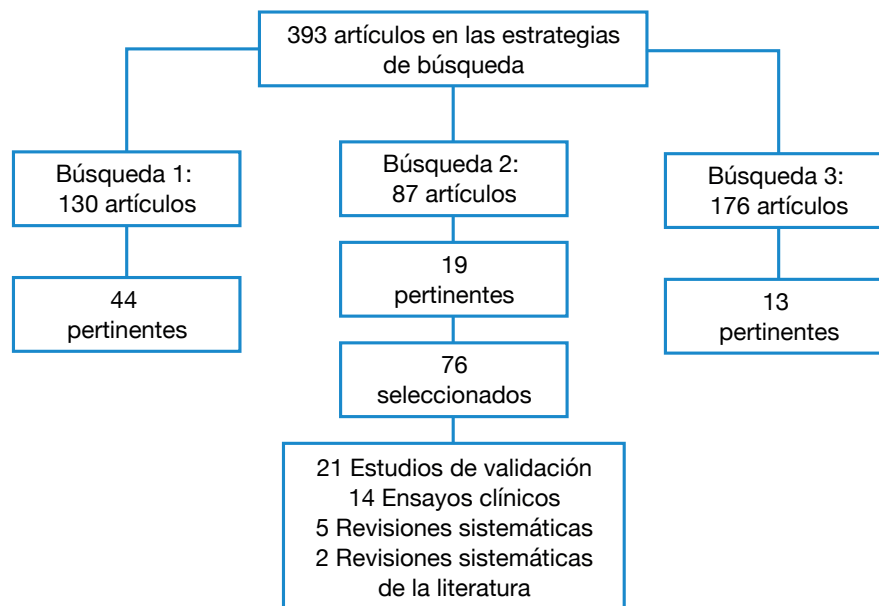 393 artículos en las estrategias
de búsqueda
Búsqueda 1:
130 artículos
Búsqueda 2:
87 artículos
Búsqueda 3:
176 artículos
44
pertinentes
19
pertinentes
13
pertinentes
76
seleccionados
21 Estudios de validación
14 Ensayos clínicos
5 Revisiones sistemáticas
2 Revisiones sistemáticas
de la literatura